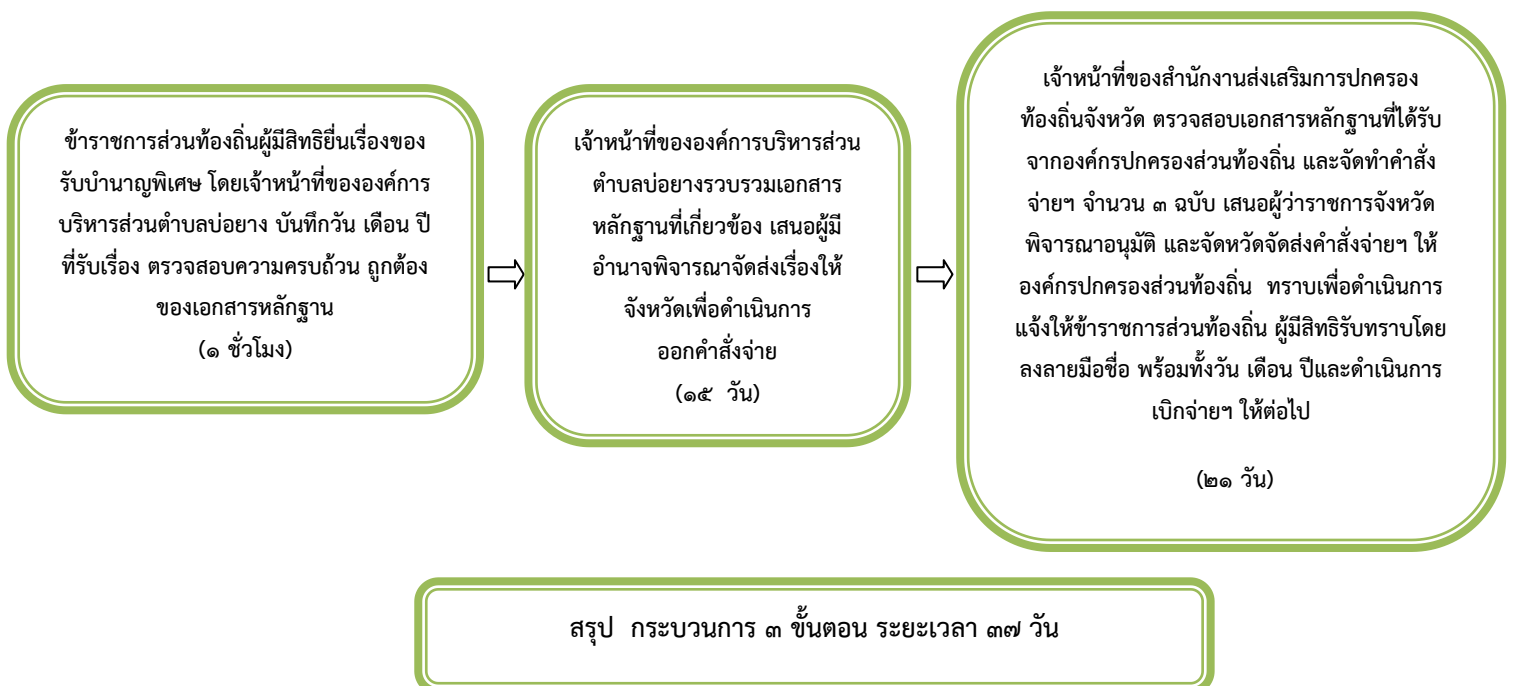 ข้าราชการส่วนท้องถิ่นผู้มีสิทธิยื่นเรื่องของ
รับบำนาญพิเศษ โดยเจ้าหน้าที่ขององค์การ
บริหารส่วนตำบลบ่อยาง บันทึกวัน เดือน ปี
ที่รับเรื่อง ตรวจสอบความครบถ้วน ถูกต้อง
ของเอกสารหลักฐาน
(๑ ชั่วโมง)
เจ้าหน้าที่ขององค์การบริหารส่วน
ตำบลบ่อยางรวบรวมเอกสาร
หลักฐานที่เกี่ยวข้อง เสนอผู้มี
อำนาจพิจารณาจัดส่งเรื่องให้
จังหวัดเพื่อดำเนินการ
ออกคำสั่งจ่าย
(๑๕ วัน)
เจ้าหน้าที่ของสำนักงานส่งเสริมการปกครอง
ท้องถิ่นจังหวัด ตรวจสอบเอกสารหลักฐานที่ได้รับ
จากองค์กรปกครองส่วนท้องถิ่น และจัดทำคำสั่ง
จ่ายฯ จำนวน ๓ ฉบับ เสนอผู้ว่าราชการจังหวัด
พิจารณาอนุมัติ และจัดหวัดจัดส่งคำสั่งจ่ายฯ ให้
องค์กรปกครองส่วนท้องถิ่น ทราบเพื่อดำเนินการ
แจ้งให้ข้าราชการส่วนท้องถิ่น ผู้มีสิทธิรับทราบโดย
ลงลายมือชื่อ พร้อมทั้งวัน เดือน ปีและดำเนินการ
เบิกจ่ายฯ ให้ต่อไป
(๒๑ วัน)
สรุป กระบวนการ ๓ ขั้นตอน ระยะเวลา ๓๗ วัน